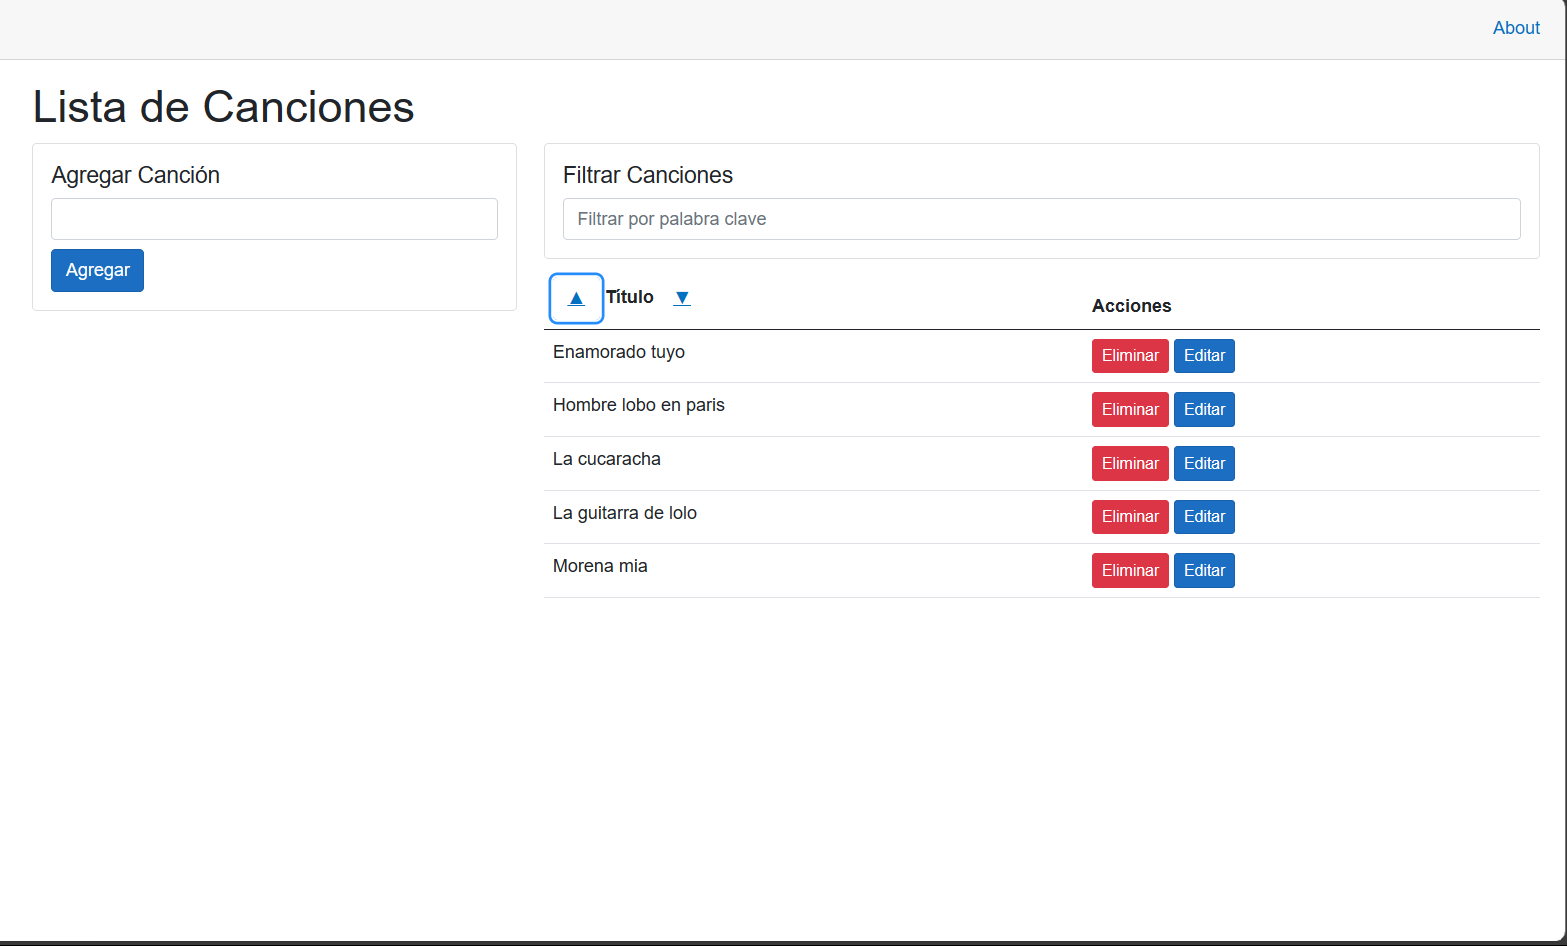 About
Lista de Canciones
Agregar Canción
Agregar
Filtrar Canciones
Filtrar por palabra clave
▲ Título ▼ Acciones
Enamorado tuyo Eliminar Editar
Hombre lobo en paris Eliminar Editar
La cucaracha Eliminar Editar
La guitarra de lolo Eliminar Editar
Morena mia Eliminar Editar